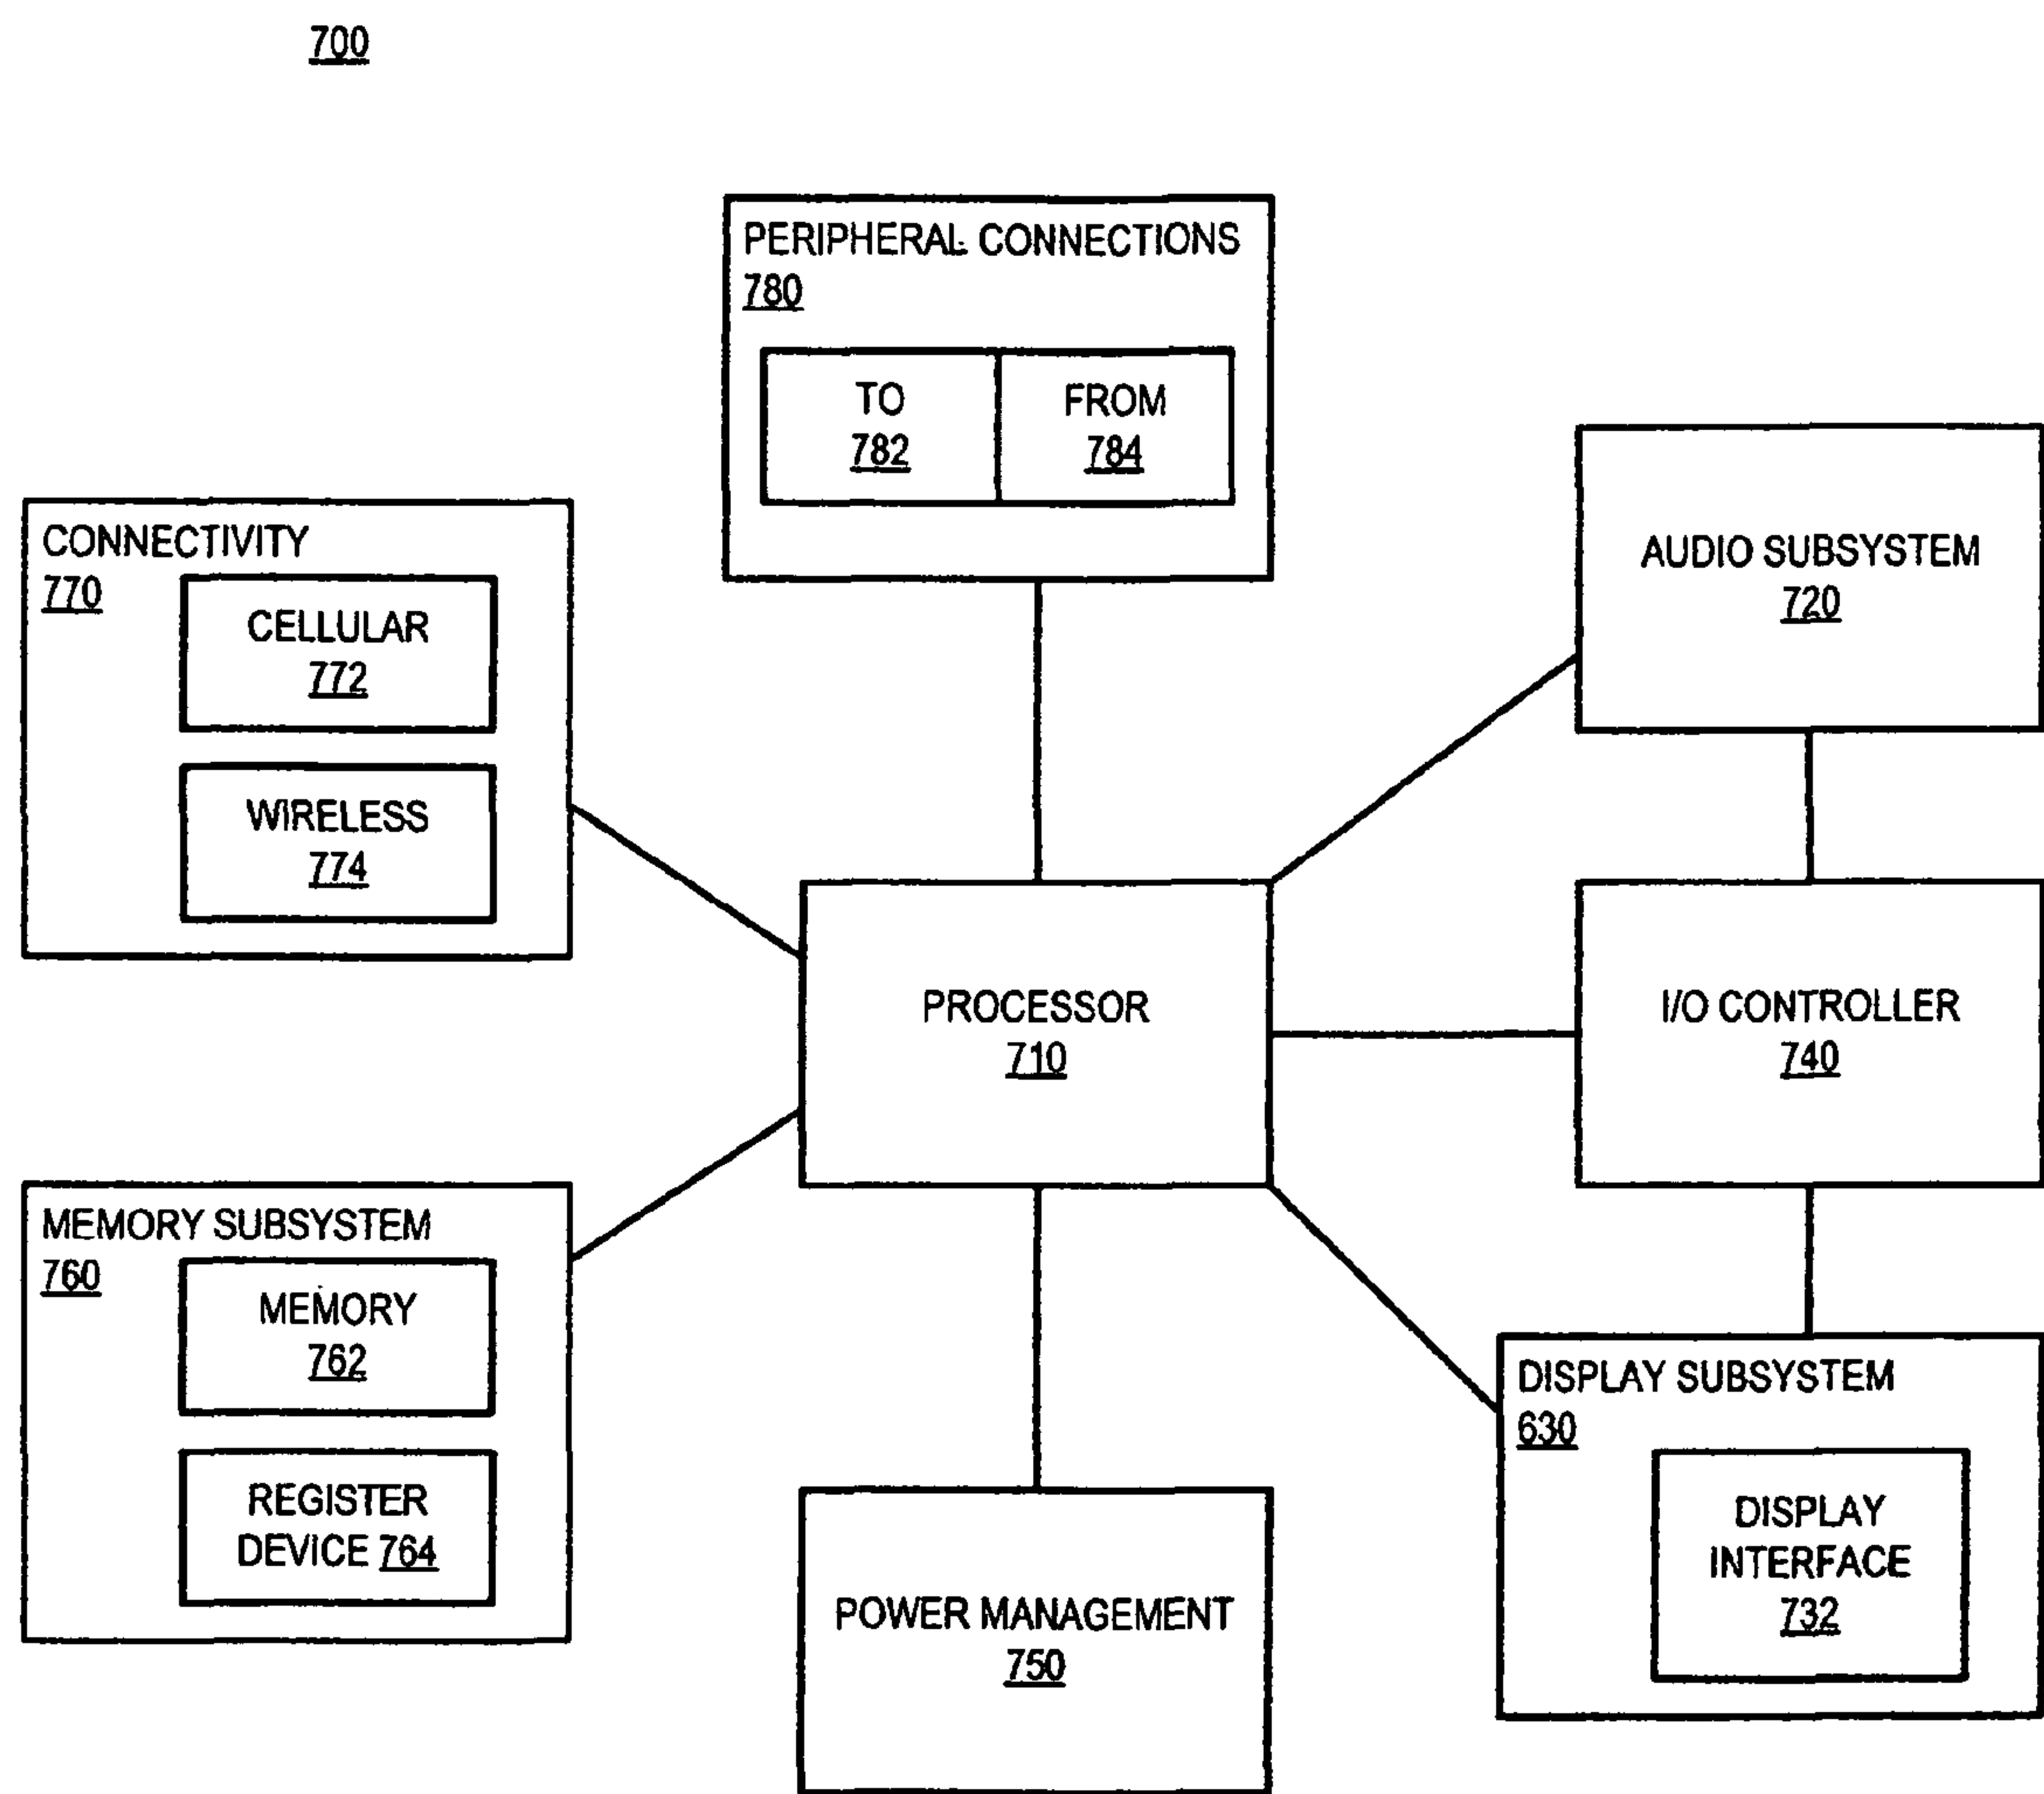 700
PERIPHERAL CONNECTIONS
780
TO
782
FROM
784
AUDIO SUBSYSTEM
720
CONNECTIVITY
770
CELLULAR
772
WIRELESS
774
PROCESSOR
710
I/O CONTROLLER
740
MEMORY SUBSYSTEM
760
MEMORY
762
REGISTER
DEVICE 764
POWER MANAGEMENT
750
DISPLAY SUBSYSTEM
630
DISPLAY
INTERFACE
732